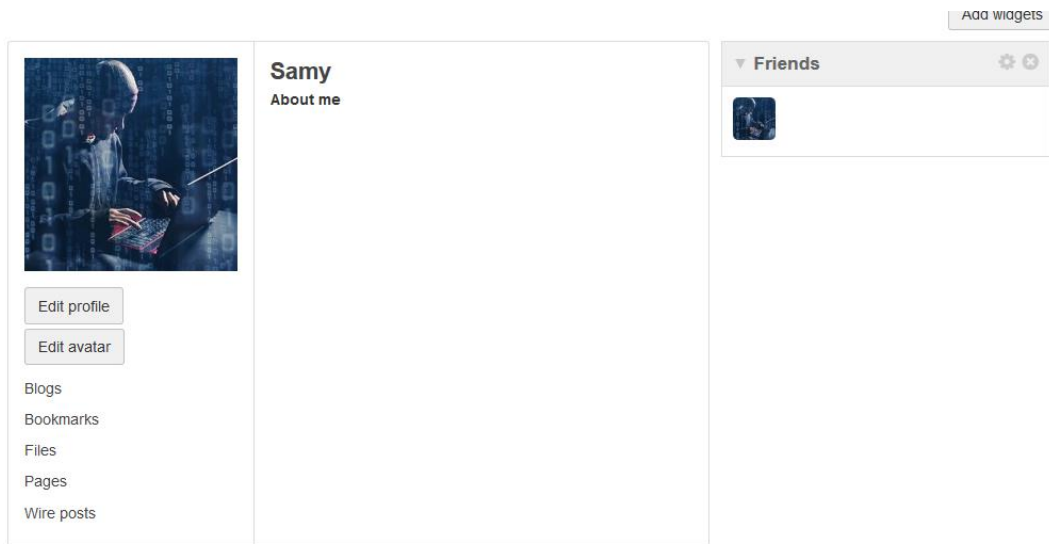 Add widgets
Samy
About me
Friends
Edit profile
Edit avatar
Blogs
Bookmarks
Files
Pages
Wire posts